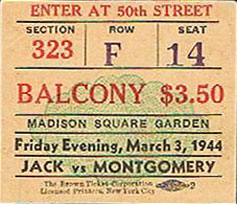 ENTER AT 50th STREET
SECTION ROW SEAT
323 F 14
BALCONY $3.50
MADISON SQUARE GARDEN
Friday Evening, March 3, 1944
JACK vs MONTGOMERY
The Brown Ticket Corporation
Licensed Printers, New York 2